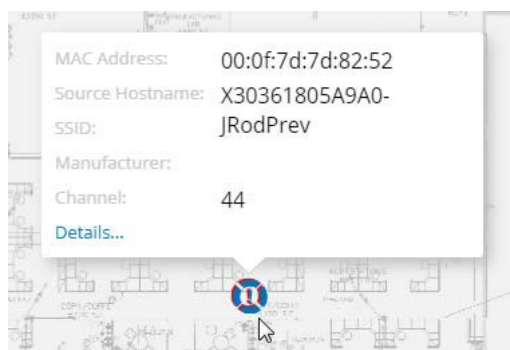 MAC Address: 00:0f:7d:7d:82:52
Source Hostname: X30361805A9A0-
SSID: JRodPrev
Manufacturer:
Channel: 44
Details...